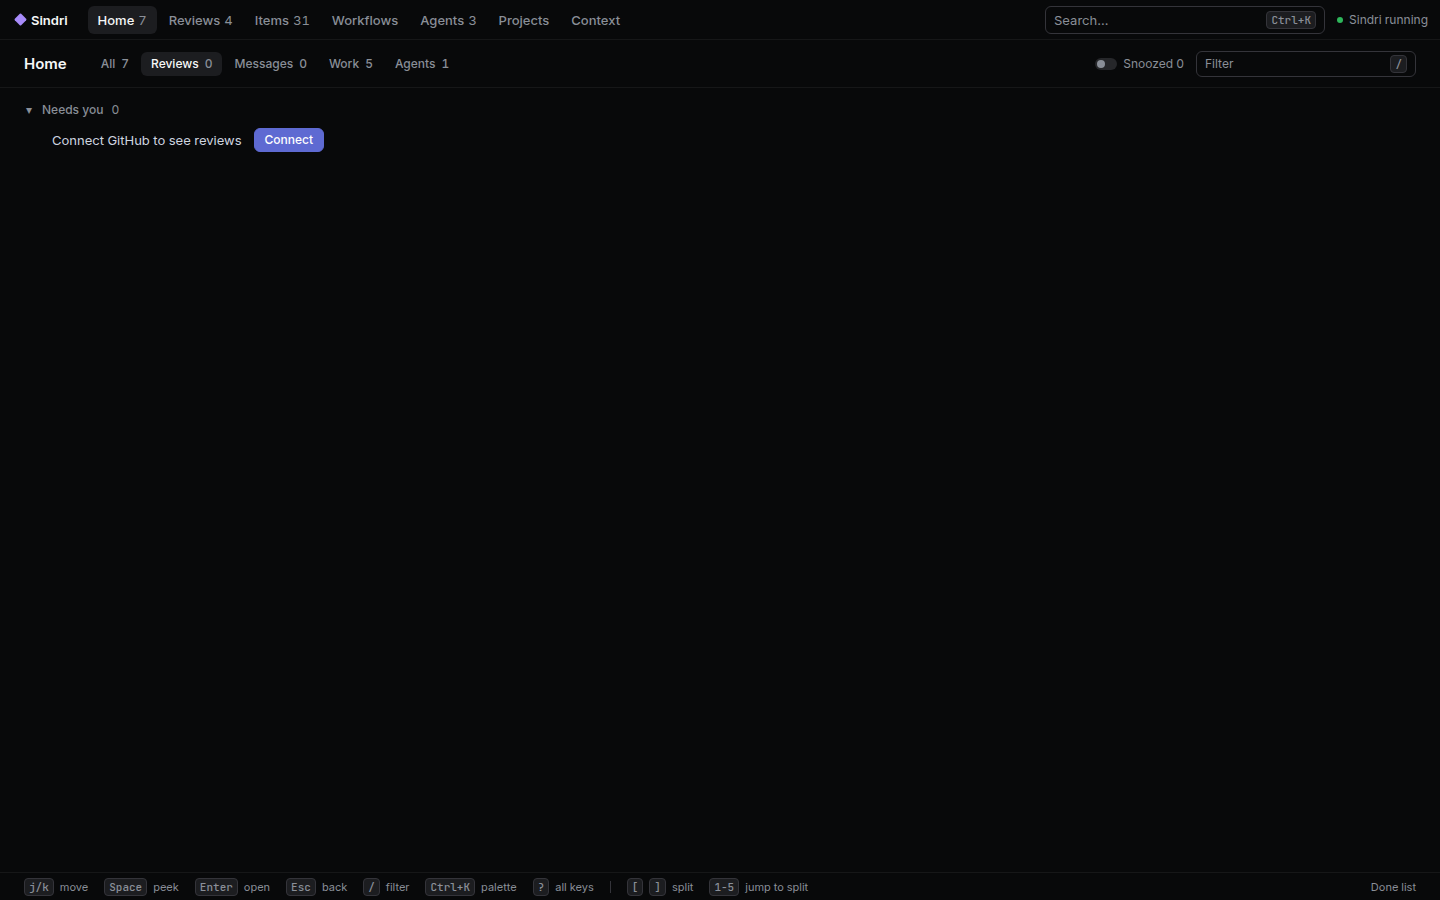 Sindri Home 7 Reviews 4 Items 31 Workflows Agents 3 Projects Context Search... Ctrl+K Sindri running
Home All 7 Reviews 0 Messages 0 Work 5 Agents 1 Snoozed 0 Filter /
Needs you 0
Connect GitHub to see reviews Connect
j/k move Space peek Enter open Esc back / filter Ctrl+K palette ? all keys [ ] split 1-5 jump to split Done list